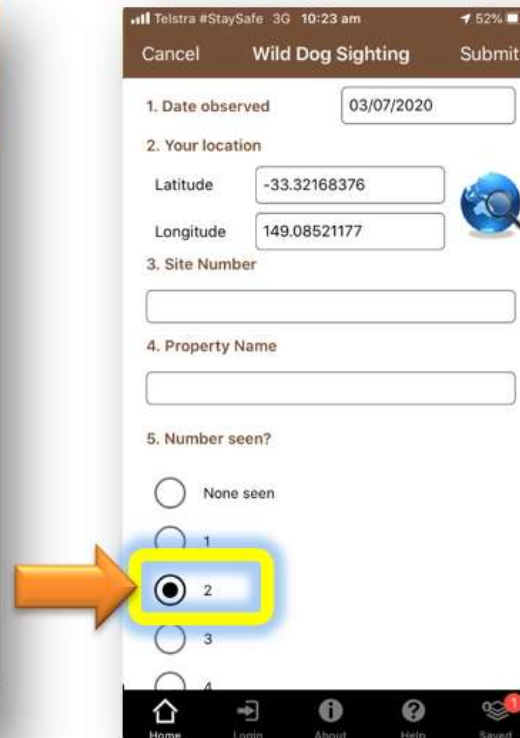 Telstra #StaySafe 3G 10:23 am 52%
Cancel Wild Dog Sighting Submit
1. Date observed 03/07/2020
2. Your location
Latitude -33.32168376
Longitude 149.08521177
3. Site Number
4. Property Name
5. Number seen?
None seen
1
2
3
4
1
Home Login About Help Saved